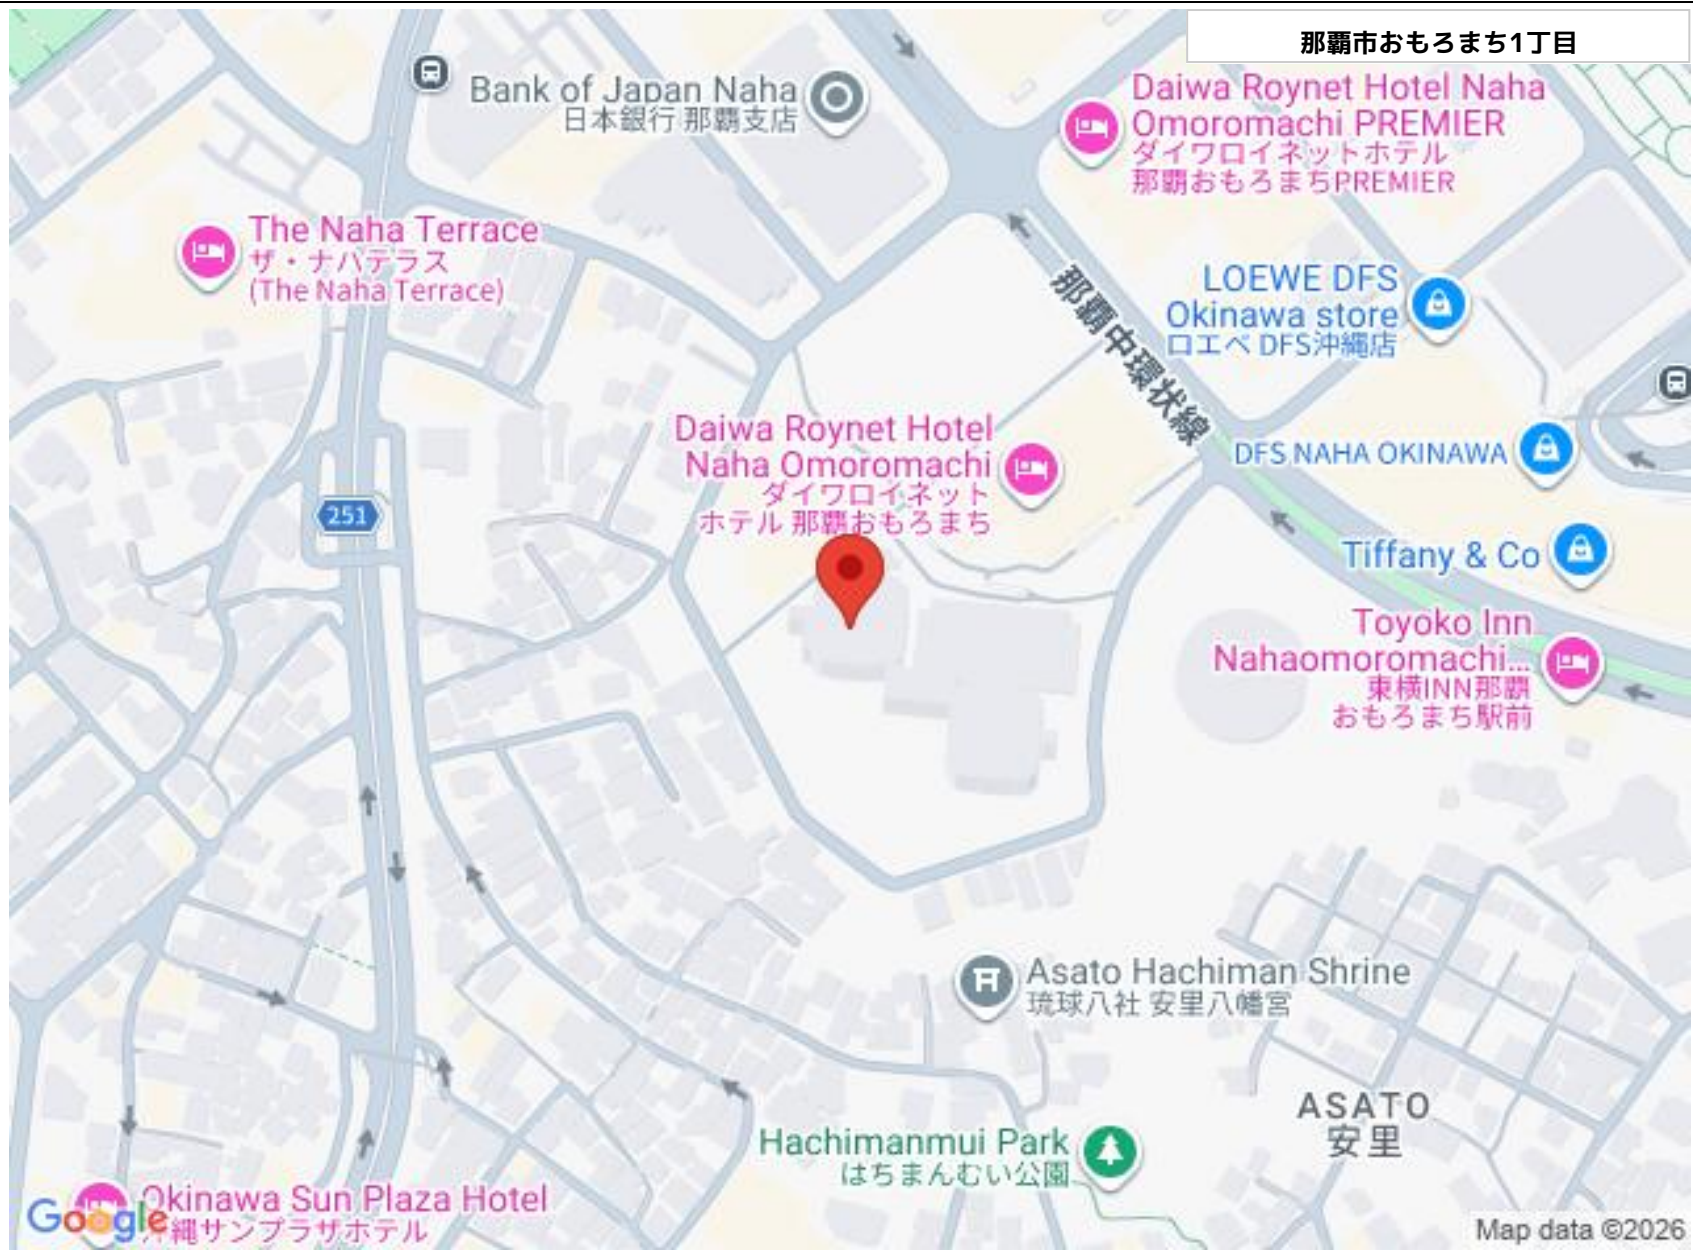 那覇市おもろまち1丁目
Bank of Japan Naha
日本銀行 那覇支店
Daiwa Roynet Hotel Naha
Omoromachi PREMIER
ダイワロイネットホテル
那覇おもろまちPREMIER
The Naha Terrace
ザ・ナハテラス
(The Naha Terrace)
LOEWE DFS
Okinawa store
ロエベ DFS沖縄店
那覇中環状線
Daiwa Roynet Hotel
Naha Omoromachi
ダイワロイネット
ホテル 那覇おもろまち
DFS NAHA OKINAWA
251
Tiffany & Co
Toyoko Inn
Nahaomoromachi...
東横INN那覇
おもろまち駅前
Asato Hachiman Shrine
琉球八社 安里八幡宮
ASATO
安里
Hachimanmui Park
はちまんむい公園
Okinawa Sun Plaza Hotel
沖縄サンプラザホテル
Google
Map data ©2026